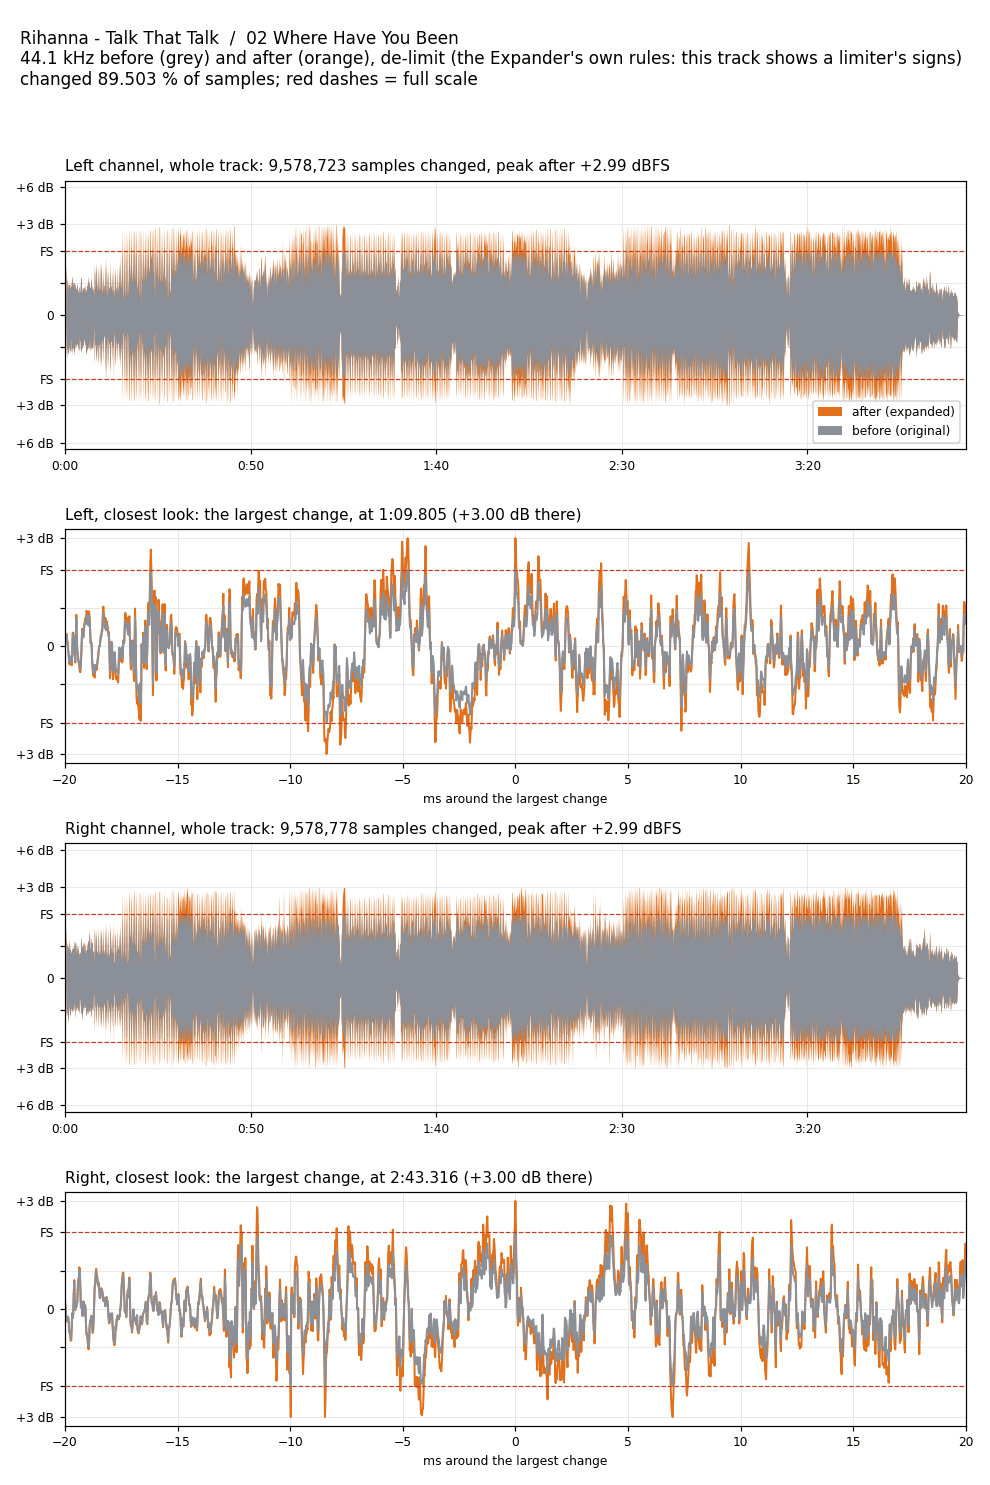 Rihanna - Talk That Talk  /  02 Where Have You Been
44.1 kHz before (grey) and after (orange), de-limit (the Expander's own rules: this track shows a limiter's signs)
changed 89.503 % of samples; red dashes = full scale
Left channel, whole track: 9,578,723 samples changed, peak after +2.99 dBFS
+6 dB
+3 dB
FS
0
FS
+3 dB
+6 dB
after (expanded)
before (original)
0:00 0:50 1:40 2:30 3:20
Left, closest look: the largest change, at 1:09.805 (+3.00 dB there)
+3 dB
FS
0
FS
+3 dB
−20 −15 −10 −5 0 5 10 15 20
ms around the largest change
Right channel, whole track: 9,578,778 samples changed, peak after +2.99 dBFS
+6 dB
+3 dB
FS
0
FS
+3 dB
+6 dB
0:00 0:50 1:40 2:30 3:20
Right, closest look: the largest change, at 2:43.316 (+3.00 dB there)
+3 dB
FS
0
FS
+3 dB
−20 −15 −10 −5 0 5 10 15 20
ms around the largest change